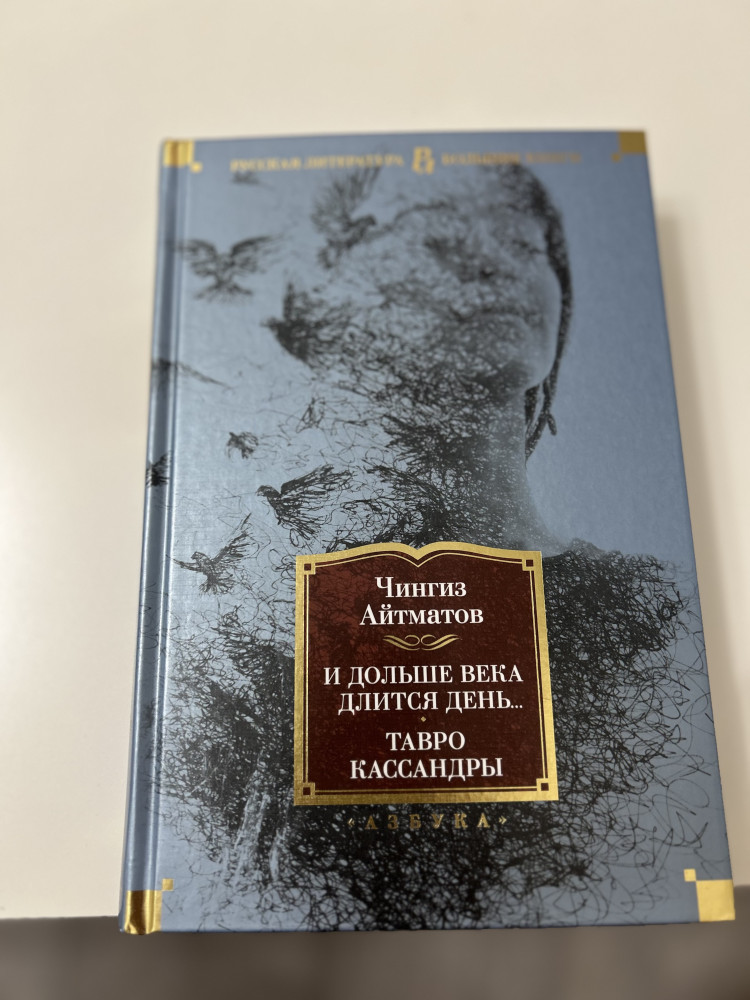 РУССКАЯ ЛИТЕРАТУРА БОЛЬШИЕ КНИГИ
Чингиз
Айтматов
И ДОЛЬШЕ ВЕКА
ДЛИТСЯ ДЕНЬ...
ТАВРО
КАССАНДРЫ
«АЗБУКА»